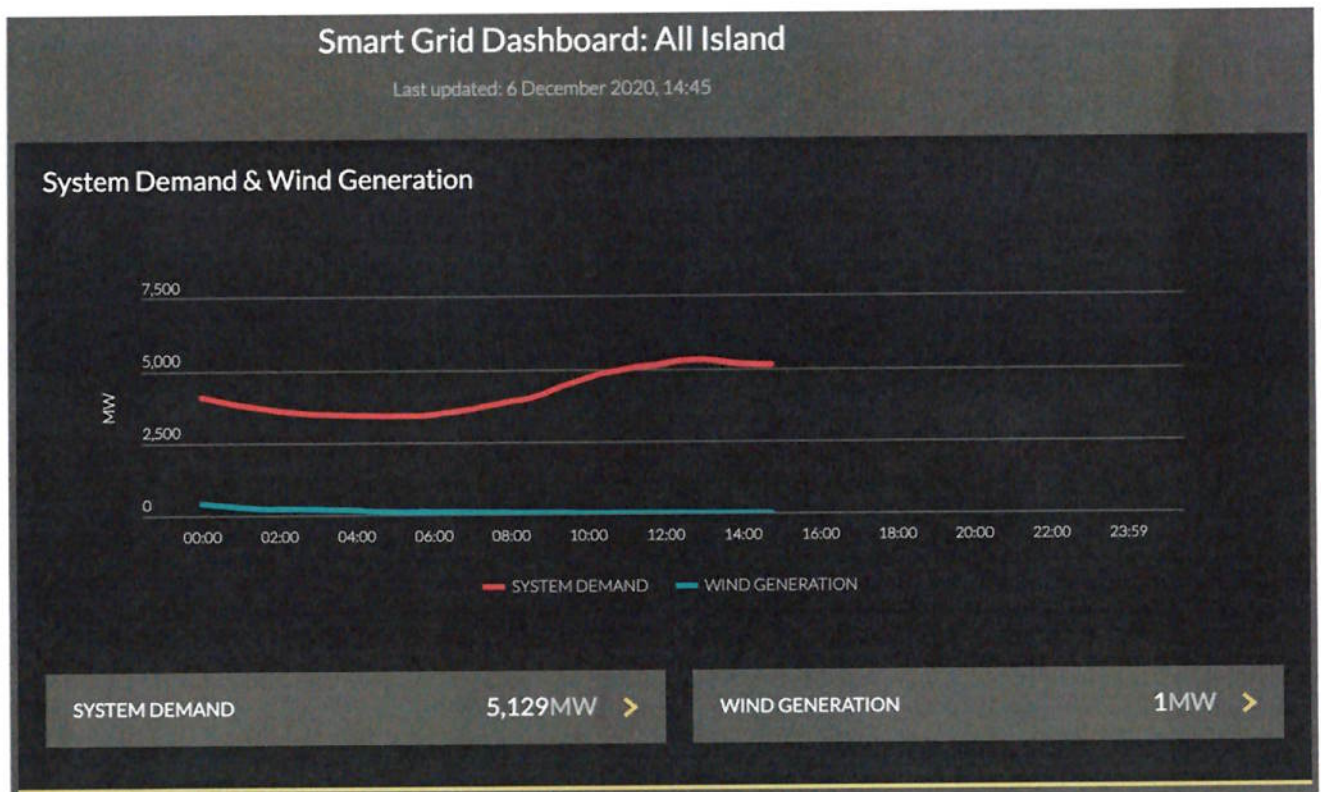 Smart Grid Dashboard: All Island
Last updated: 6 December 2020, 14:45
System Demand & Wind Generation
7,500
5,000
MW
2,500
0
00:00 02:00 04:00 06:00 08:00 10:00 12:00 14:00 16:00 18:00 20:00 22:00 23:59
SYSTEM DEMAND WIND GENERATION
SYSTEM DEMAND 5,129MW > WIND GENERATION 1MW >